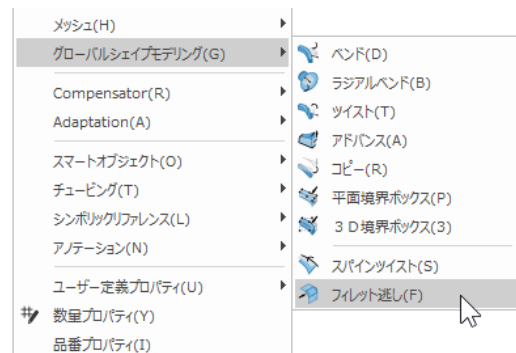 メッシュ(H)
グローバルシェイプモデリング(G)
Compensator(R)
Adaptation(A)
スマートオブジェクト(O)
チュービング(T)
シンボリックリファレンス(L)
アノテーション(N)
ユーザー定義プロパティ(U)
数量プロパティ(Y)
品番プロパティ(I)
ベンド(D)
ラジアルベンド(B)
ツイスト(T)
アドバンス(A)
コピー(R)
平面境界ボックス(P)
３Ｄ境界ボックス(3)
スパインツイスト(S)
フィレット逃し(F)